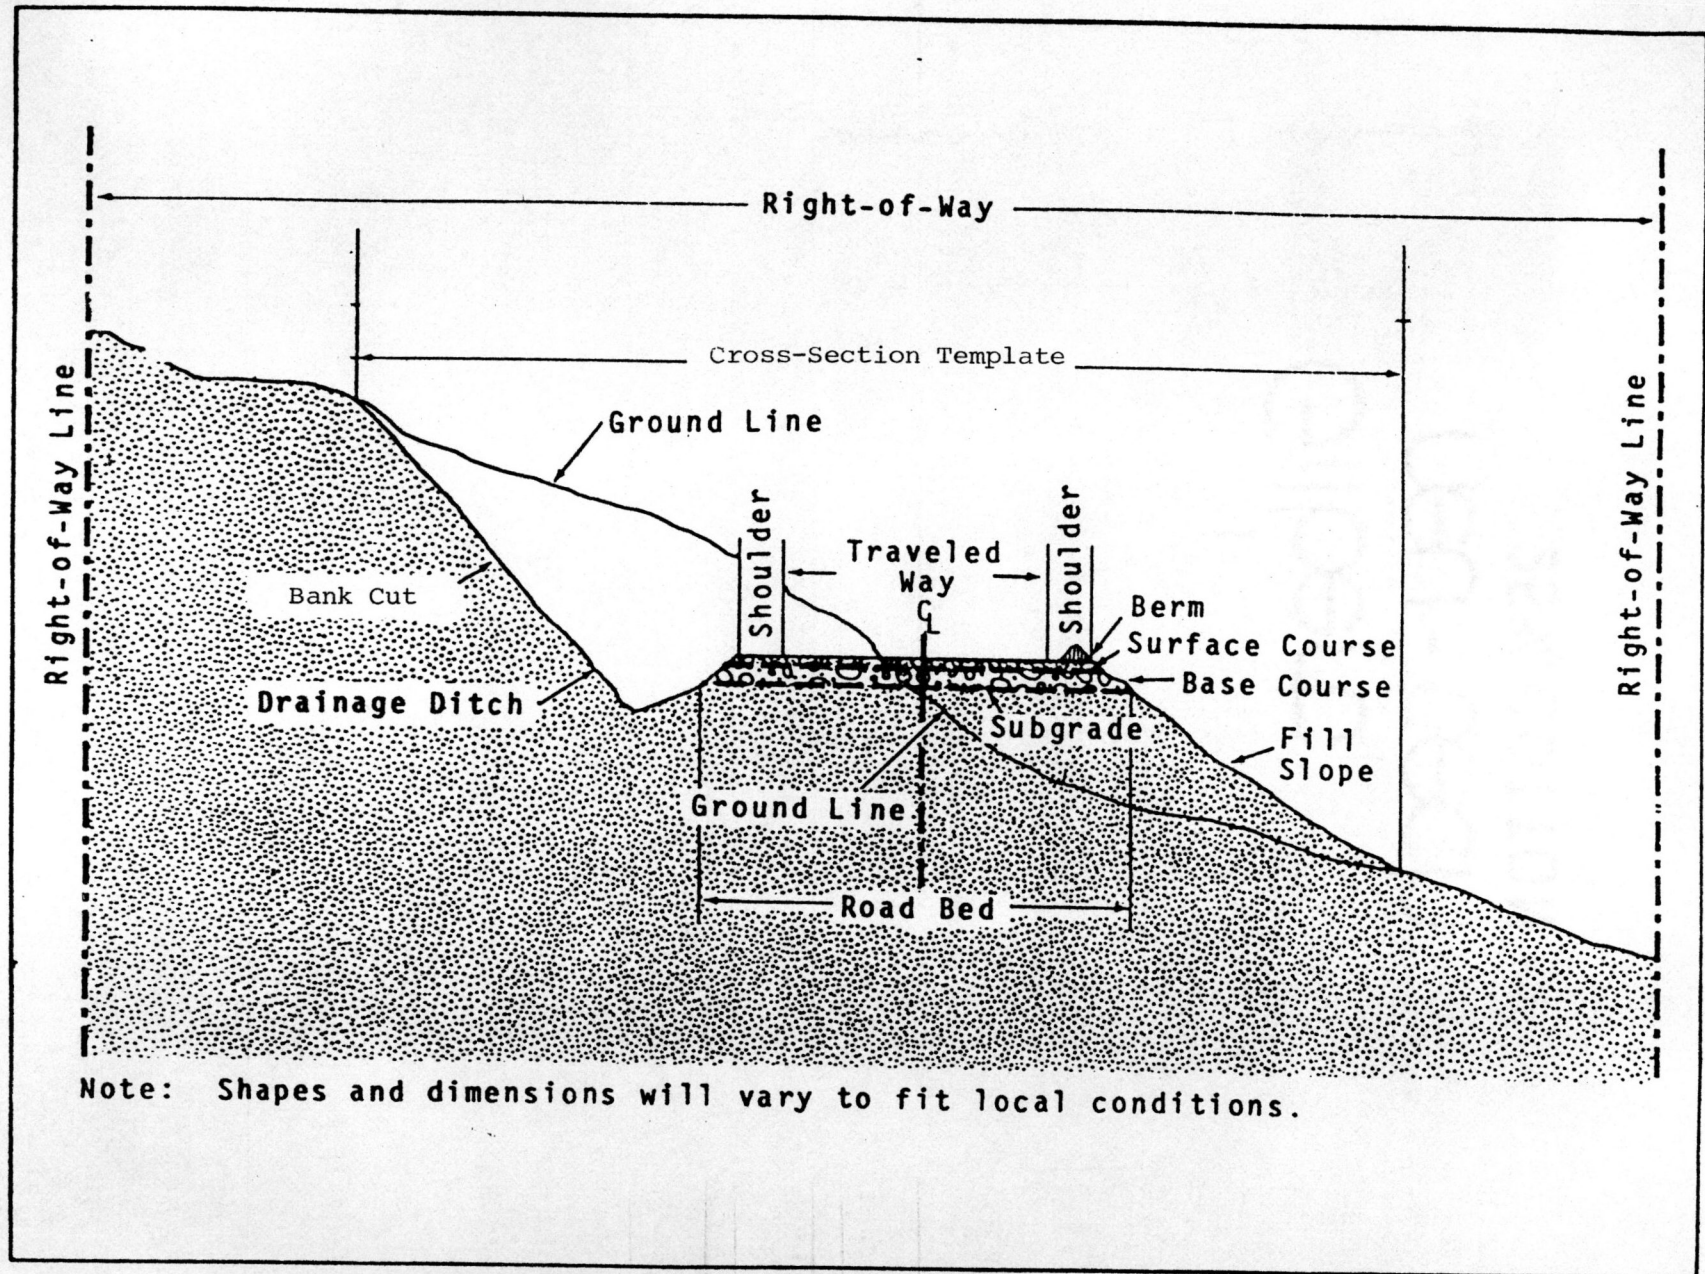 Right-of-Way
Cross-Section Template
Right-of-Way Line
Ground Line
Shoulder
Traveled
Way
CL
Shoulder
Berm
Surface Course
Base Course
Bank Cut
Drainage Ditch
Subgrade
Fill
Slope
Ground Line
Road Bed
Right-of-Way Line
Note: Shapes and dimensions will vary to fit local conditions.